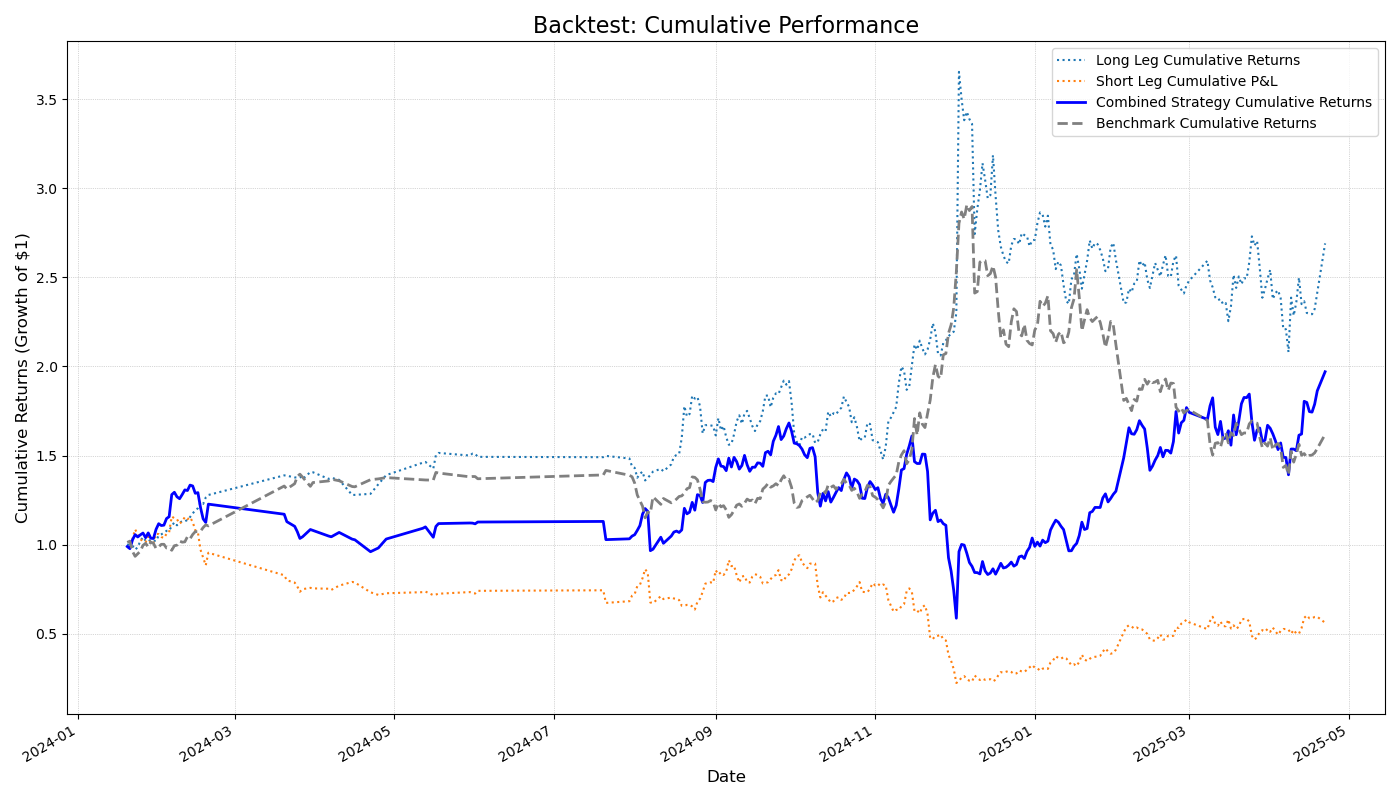 Backtest: Cumulative Performance
Long Leg Cumulative Returns
Short Leg Cumulative P&L
Combined Strategy Cumulative Returns
Benchmark Cumulative Returns
Cumulative Returns (Growth of $1)
3.5
3.0
2.5
2.0
1.5
1.0
0.5
2024-01
2024-03
2024-05
2024-07
2024-09
2024-11
2025-01
2025-03
2025-05
Date